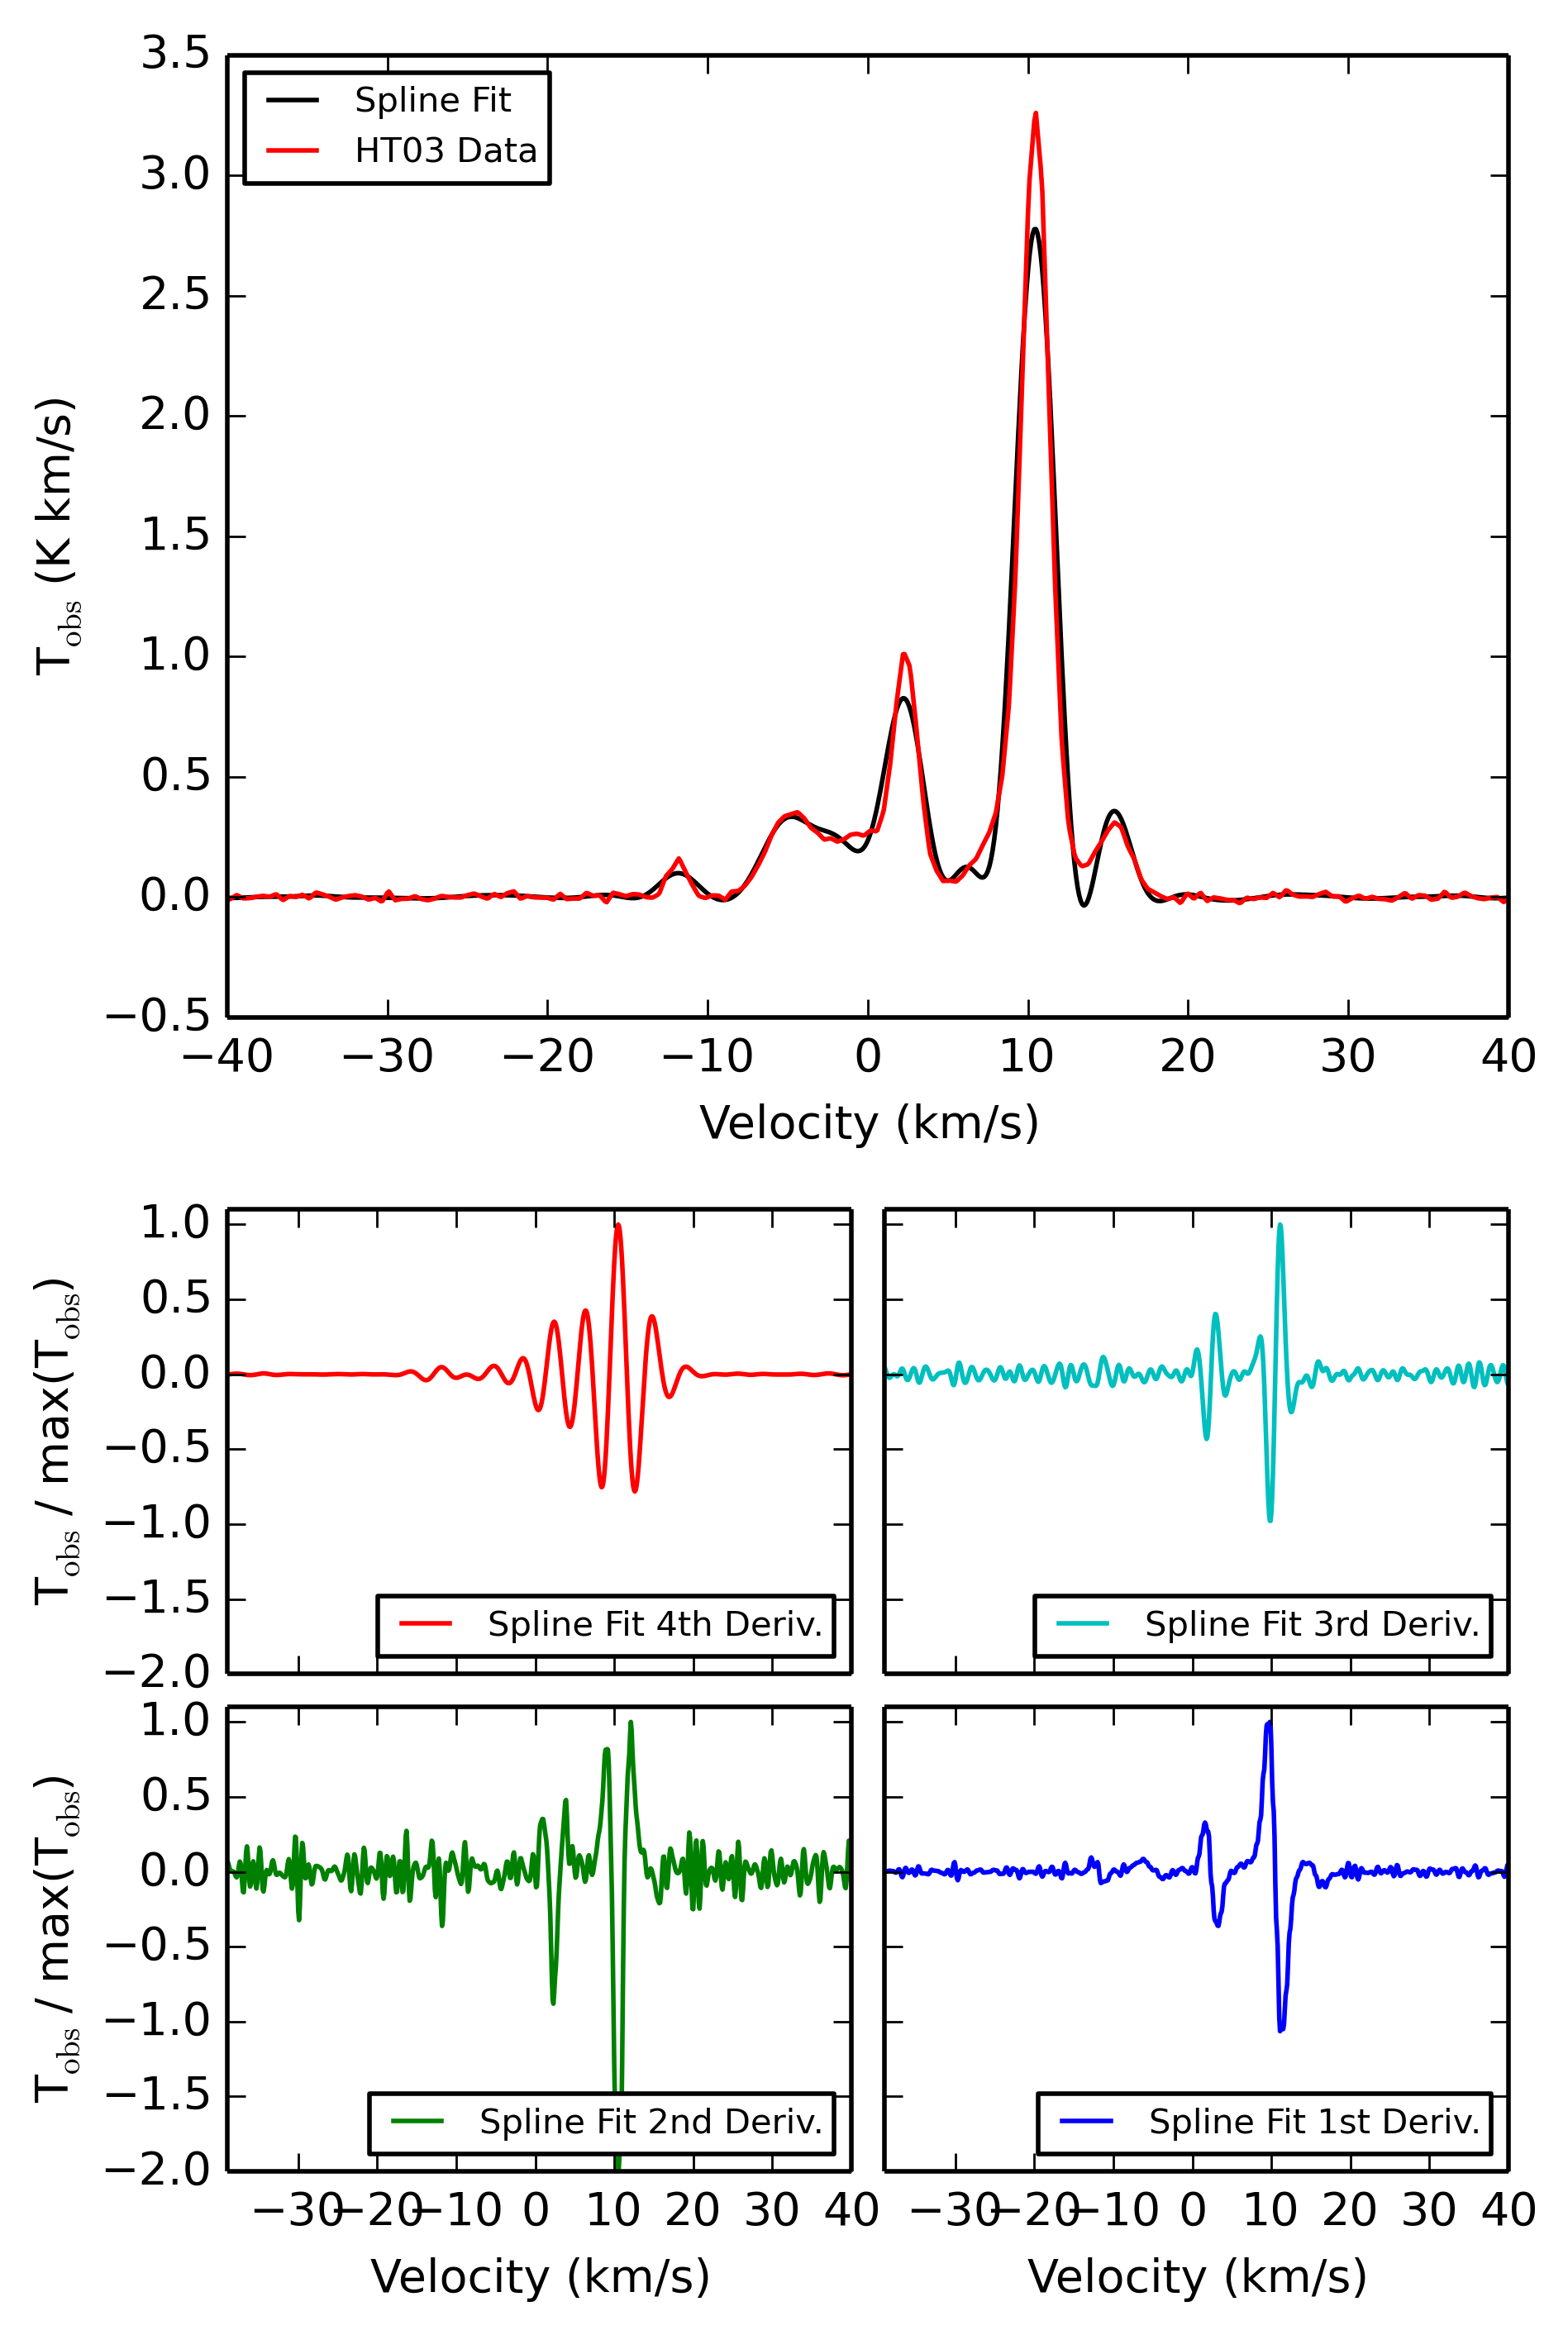 3.5
3.0
2.5
2.0
1.5
1.0
0.5
0.0
−0.5
Spline Fit
HT03 Data
T_obs (K km/s)
−40 −30 −20 −10 0 10 20 30 40
Velocity (km/s)
1.0
0.5
0.0
−0.5
−1.0
−1.5
−2.0
T_obs / max(T_obs)
Spline Fit 4th Deriv.
Spline Fit 3rd Deriv.
1.0
0.5
0.0
−0.5
−1.0
−1.5
−2.0
T_obs / max(T_obs)
Spline Fit 2nd Deriv.
Spline Fit 1st Deriv.
−30 −20 −10 0 10 20 30 40
−30 −20 −10 0 10 20 30 40
Velocity (km/s)
Velocity (km/s)